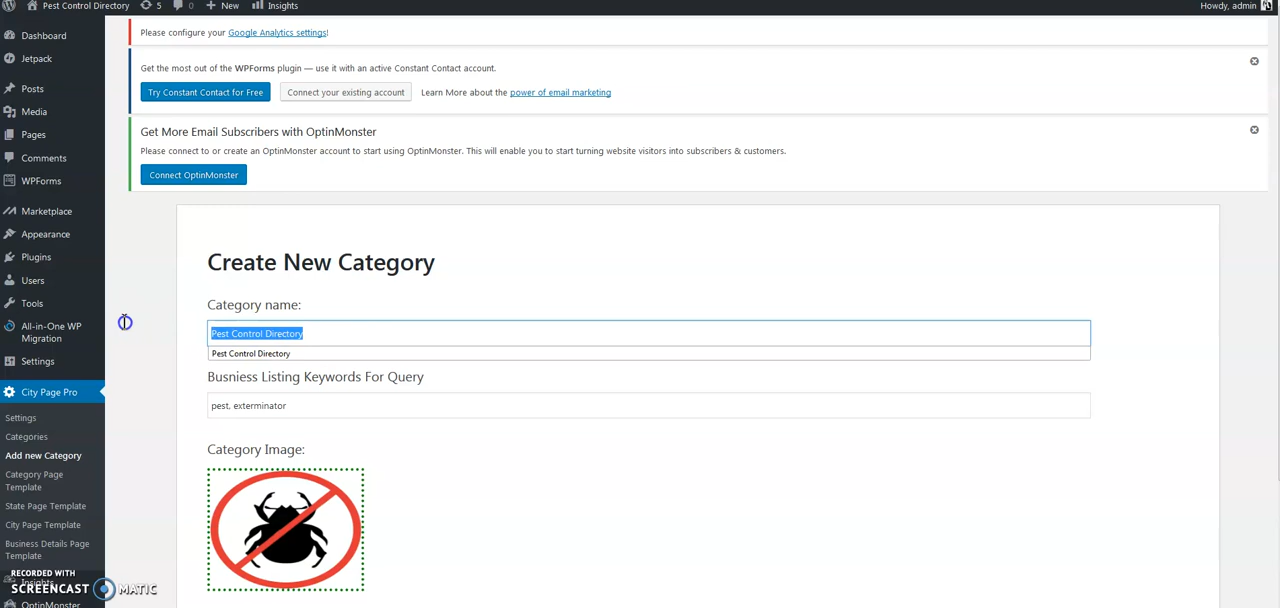 Pest Control Directory 5 0 New Insights Howdy, admin
Dashboard
Jetpack
Posts
Media
Pages
Comments
WPForms
Marketplace
Appearance
Plugins
Users
Tools
All-in-One WP
Migration
Settings
City Page Pro
Settings
Categories
Add new Category
Category Page
Template
State Page Template
City Page Template
Business Details Page
Template
Insights
OptinMonster
RECORDED WITH
SCREENCAST MATIC
Please configure your Google Analytics settings!
Get the most out of the WPForms plugin — use it with an active Constant Contact account.
Try Constant Contact for Free Connect your existing account Learn More about the power of email marketing
Get More Email Subscribers with OptinMonster
Please connect to or create an OptinMonster account to start using OptinMonster. This will enable you to start turning website visitors into subscribers & customers.
Connect OptinMonster
Create New Category
Category name:
Pest Control Directory
Pest Control Directory
Busniess Listing Keywords For Query
pest, exterminator
Category Image: